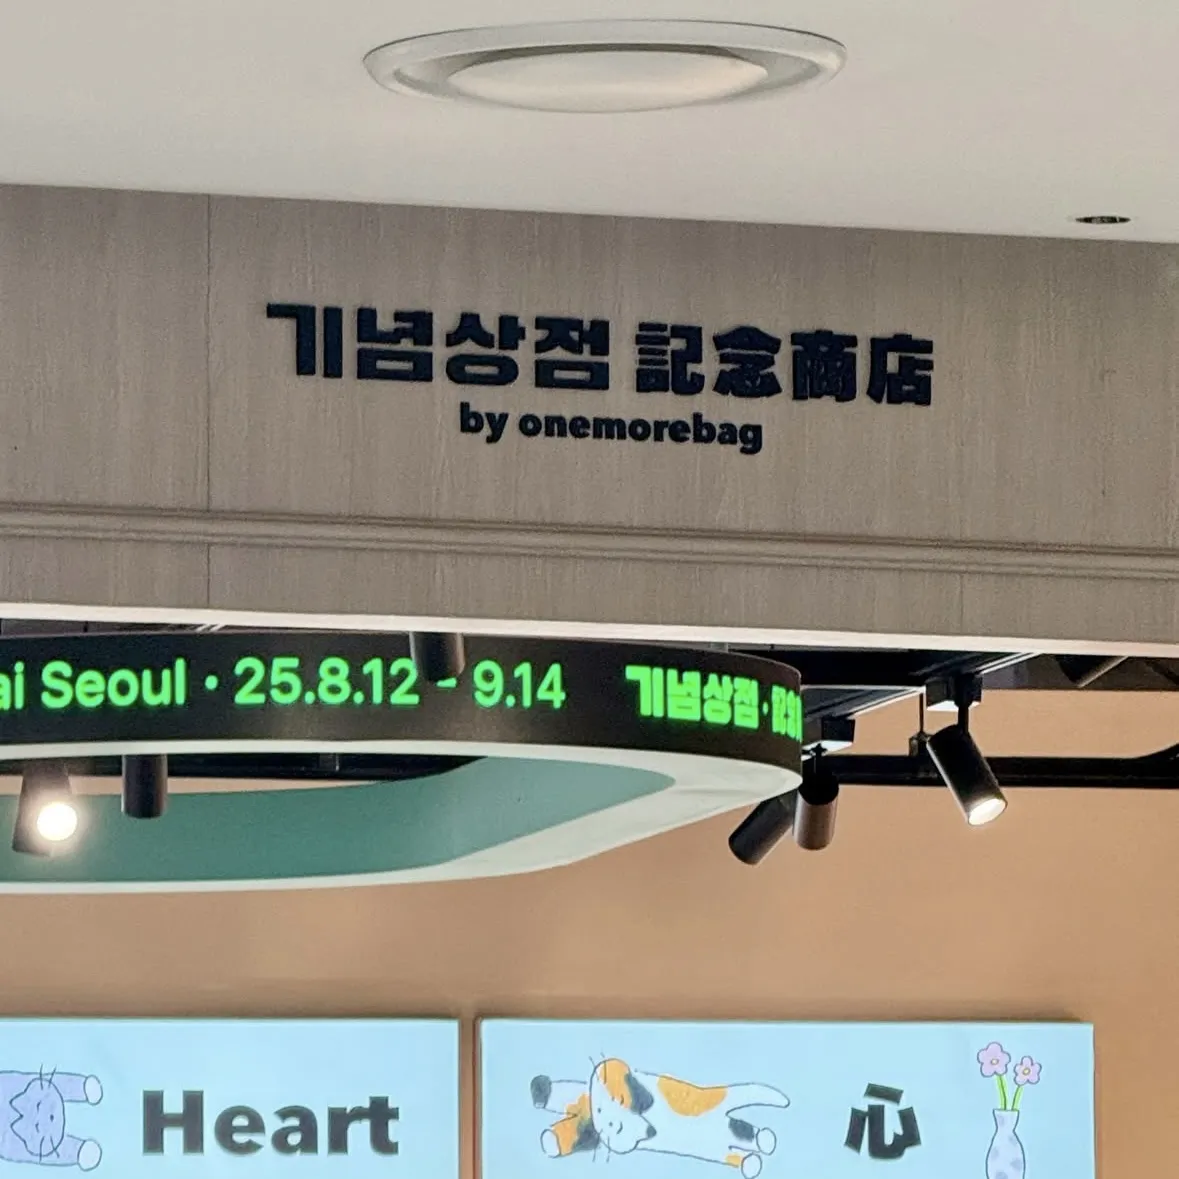 기념상점 記念商店
by onemorebag
ai Seoul · 25.8.12 - 9.14 기념상점 ·
Heart
心